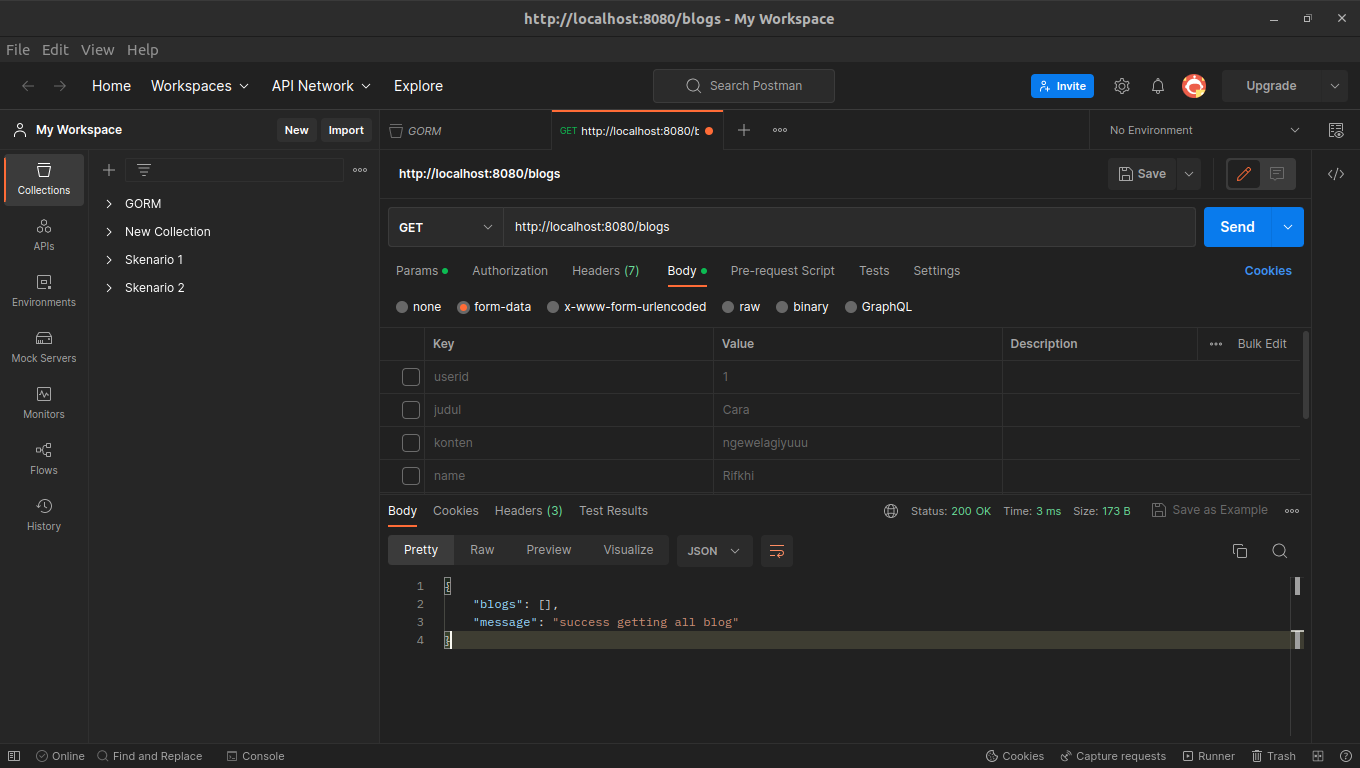 http://localhost:8080/blogs - My Workspace
File Edit View Help
Home Workspaces API Network Explore Search Postman Invite Upgrade
My Workspace New Import GORM GET http://localhost:8080/b No Environment
http://localhost:8080/blogs Save
Collections
APIs
Environments
Mock Servers
Monitors
Flows
History
GORM
New Collection
Skenario 1
Skenario 2
GET http://localhost:8080/blogs Send
Params Authorization Headers (7) Body Pre-request Script Tests Settings Cookies
none form-data x-www-form-urlencoded raw binary GraphQL
Key Value Description Bulk Edit
userid 1
judul Cara
konten ngewelagiyuuu
name Rifkhi
Body Cookies Headers (3) Test Results Status: 200 OK Time: 3 ms Size: 173 B Save as Example
Pretty Raw Preview Visualize JSON
1 {
2 "blogs": [],
3 "message": "success getting all blog"
4 }
Online Find and Replace Console Cookies Capture requests Runner Trash